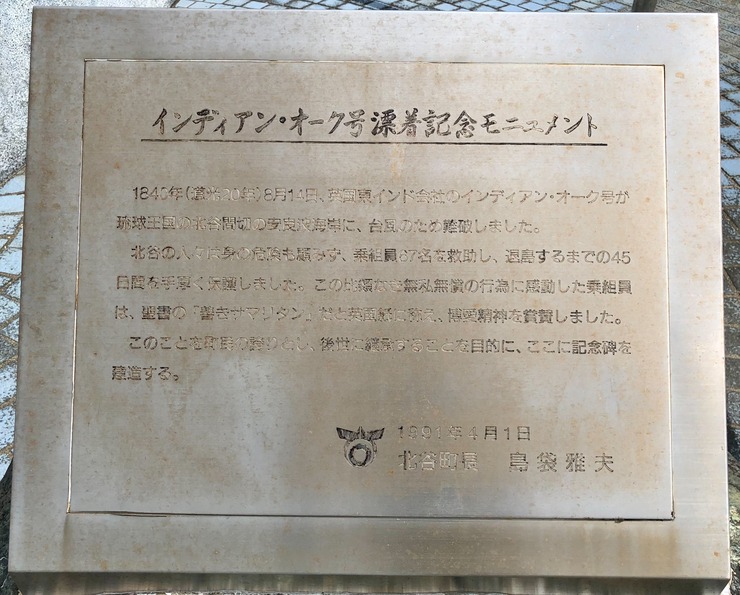 インディアン・オーク号漂着記念モニュメント
1840年(道光20年)8月14日、英国東インド会社のインディアン・オーク号が
琉球王国の北谷間切の安良波海岸に、台風のため難破しました。
北谷の人々は身の危険も顧みず、乗組員67名を救助し、退島するまでの45
日間を手厚く保護しました。この比類なき無私無償の行為に感動した乗組員
は、聖書の「善きサマリタン」だと英国民に称え、博愛精神を賞賛しました。
このことを町民の誇りとし、後世に継承することを目的に、ここに記念碑を
建造する。
1991年4月1日
北谷町長 島袋雅夫